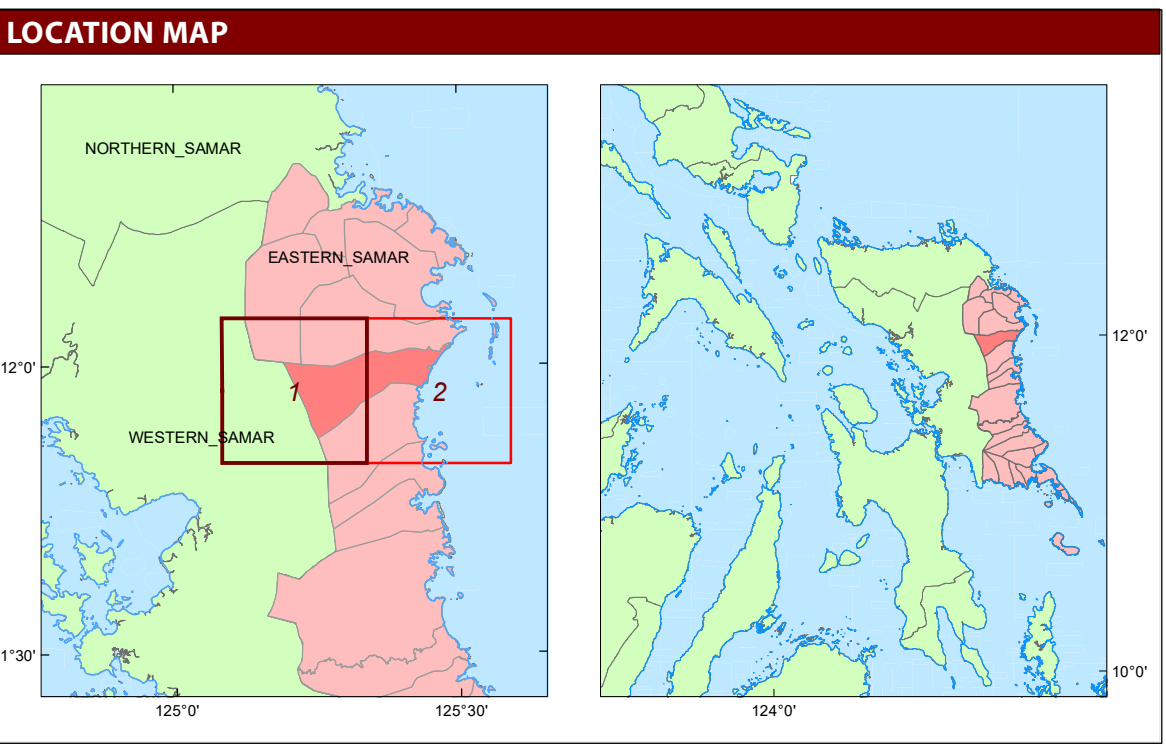 LOCATION MAP
NORTHERN_SAMAR
EASTERN_SAMAR
12°0'
1
2
WESTERN_SAMAR
1°30'
125°0'
125°30'
12°0'
10°0'
124°0'